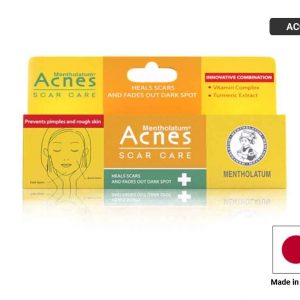 AC
Mentholatum®
Acnes
SCAR CARE
HEALS SCARS
AND FADES OUT DARK SPOT
INNOVATIVE COMBINATION
• Vitamin Complex
• Turmeric Extract
Prevents pimples and rough skin
Mentholatum®
Acnes
SCAR CARE
HEALS SCARS
AND FADES OUT DARK SPOT
MENTHOLATUM
Made in